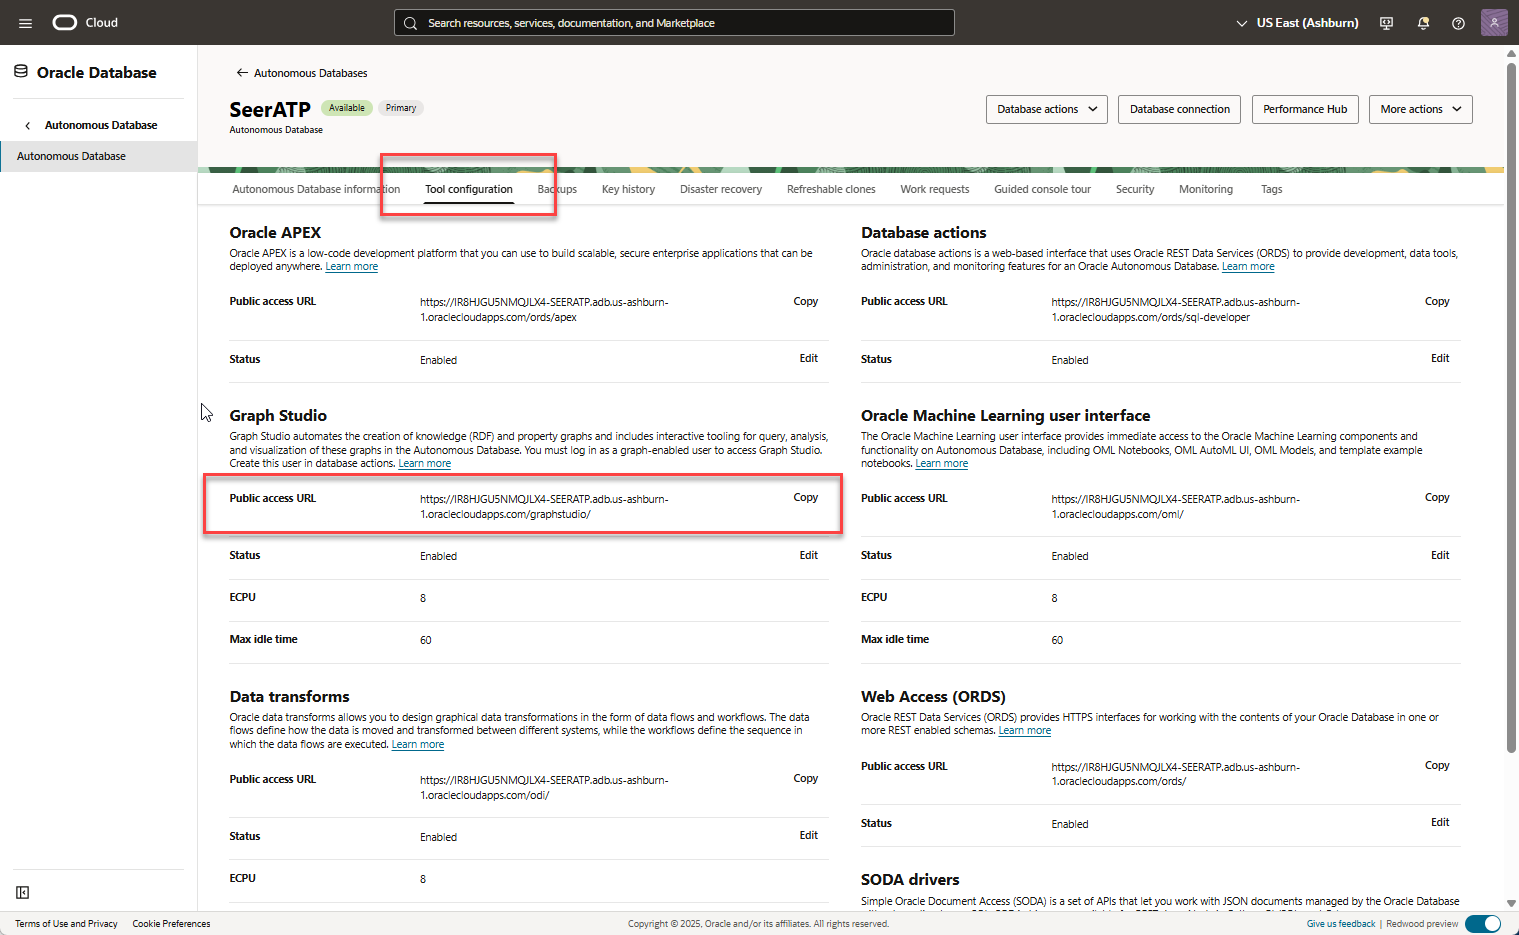 Cloud
Search resources, services, documentation, and Marketplace
US East (Ashburn)
Oracle Database
Autonomous Database
Autonomous Database
Autonomous Databases
SeerATP
Available
Primary
Autonomous Database
Database actions
Database connection
Performance Hub
More actions
Autonomous Database information
Tool configuration
Backups
Key history
Disaster recovery
Refreshable clones
Work requests
Guided console tour
Security
Monitoring
Tags
Oracle APEX
Oracle APEX is a low-code development platform that you can use to build scalable, secure enterprise applications that can be
deployed anywhere. Learn more
Public access URL
https://IR8HJGU5NMQJLX4-SEERATP.adb.us-ashburn-
1.oraclecloudapps.com/ords/apex
Copy
Status
Enabled
Edit
Database actions
Oracle database actions is a web-based interface that uses Oracle REST Data Services (ORDS) to provide development, data tools,
administration, and monitoring features for an Oracle Autonomous Database. Learn more
Public access URL
https://IR8HJGU5NMQJLX4-SEERATP.adb.us-ashburn-
1.oraclecloudapps.com/ords/sql-developer
Copy
Status
Enabled
Edit
Graph Studio
Graph Studio automates the creation of knowledge (RDF) and property graphs and includes interactive tooling for query, analysis,
and visualization of these graphs in the Autonomous Database. You must log in as a graph-enabled user to access Graph Studio.
Create this user in database actions. Learn more
Public access URL
https://IR8HJGU5NMQJLX4-SEERATP.adb.us-ashburn-
1.oraclecloudapps.com/graphstudio/
Copy
Status
Enabled
Edit
ECPU
8
Max idle time
60
Oracle Machine Learning user interface
The Oracle Machine Learning user interface provides immediate access to the Oracle Machine Learning components and
functionality on Autonomous Database, including OML Notebooks, OML AutoML UI, OML Models, and template example
notebooks. Learn more
Public access URL
https://IR8HJGU5NMQJLX4-SEERATP.adb.us-ashburn-
1.oraclecloudapps.com/oml/
Copy
Status
Enabled
Edit
ECPU
8
Max idle time
60
Data transforms
Oracle data transforms allows you to design graphical data transformations in the form of data flows and workflows. The data
flows define how the data is moved and transformed between different systems, while the workflows define the sequence in
which the data flows are executed. Learn more
Public access URL
https://IR8HJGU5NMQJLX4-SEERATP.adb.us-ashburn-
1.oraclecloudapps.com/odi/
Copy
Status
Enabled
Edit
ECPU
8
Web Access (ORDS)
Oracle REST Data Services (ORDS) provides HTTPS interfaces for working with the contents of your Oracle Database in one or
more REST enabled schemas. Learn more
Public access URL
https://IR8HJGU5NMQJLX4-SEERATP.adb.us-ashburn-
1.oraclecloudapps.com/ords/
Copy
Status
Enabled
Edit
SODA drivers
Simple Oracle Document Access (SODA) is a set of APIs that let you work with JSON documents managed by the Oracle Database
Terms of Use and Privacy
Cookie Preferences
Copyright © 2025, Oracle and/or its affiliates. All rights reserved.
Give us feedback
Redwood preview